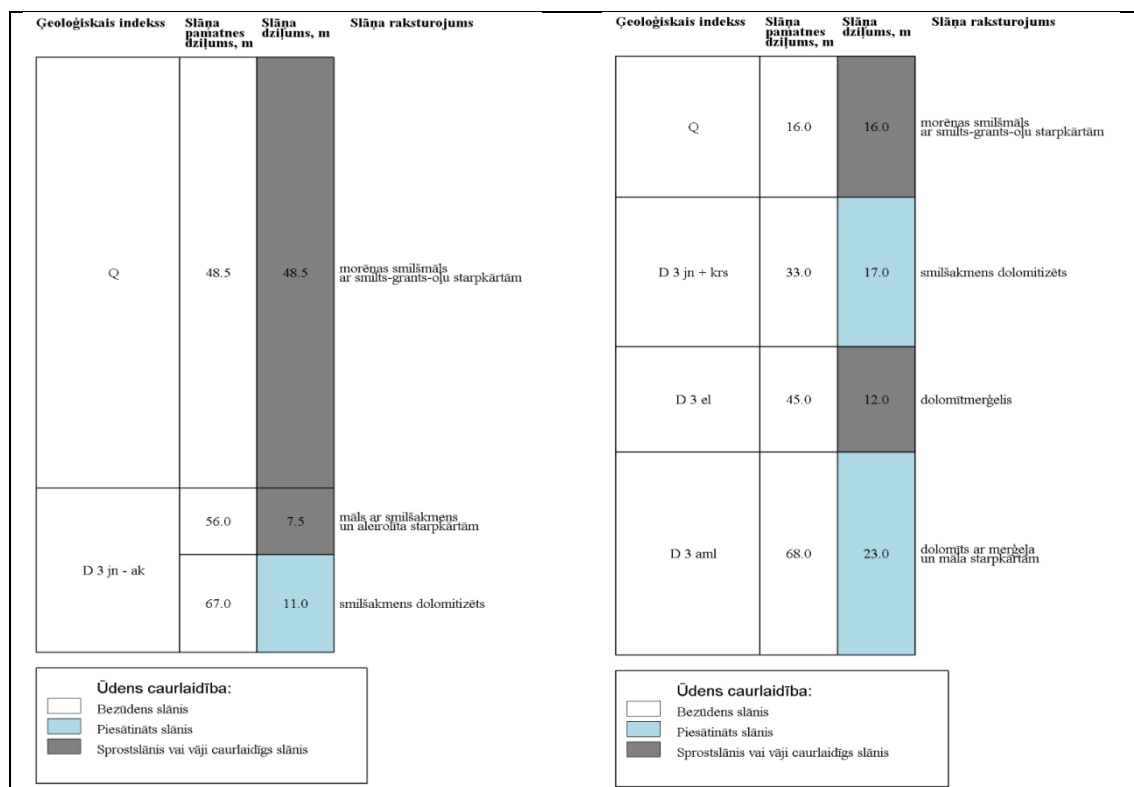 Ģeoloģiskais indekss
Slāņa
pamatnes
dziļums, m
Slāņa
dziļums, m
Slāņa raksturojums
Q
48.5
48.5
morēnas smilšmāls
ar smilts-grants-oļu starpkārtām
D 3 jn - ak
56.0
7.5
māls ar smilšakmens
un aleirolīta starpkārtām
67.0
11.0
smilšakmens dolomitizēts
Ūdens caurlaidība:
Bezūdens slānis
Piesātināts slānis
Sprostslānis vai vāji caurlaidīgs slānis
Ģeoloģiskais indekss
Slāņa
pamatnes
dziļums, m
Slāņa
dziļums, m
Slāņa raksturojums
Q
16.0
16.0
morēnas smilšmāls
ar smilts-grants-oļu starpkārtām
D 3 jn + krs
33.0
17.0
smilšakmens dolomitizēts
D 3 el
45.0
12.0
dolomītmerģelis
D 3 aml
68.0
23.0
dolomīts ar merģeļa
un māla starpkārtām
Ūdens caurlaidība:
Bezūdens slānis
Piesātināts slānis
Sprostslānis vai vāji caurlaidīgs slānis